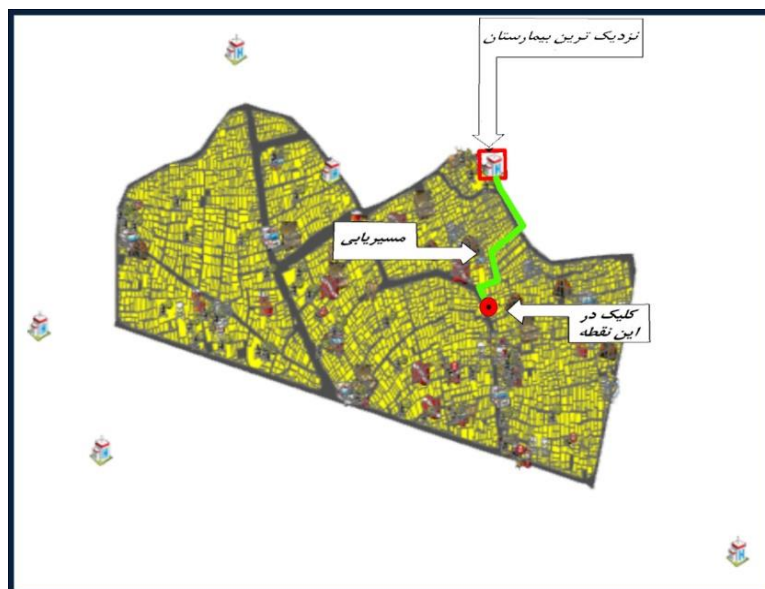 نزدیک ترین بیمارستان
مسیریابی
کلیک در
این نقطه